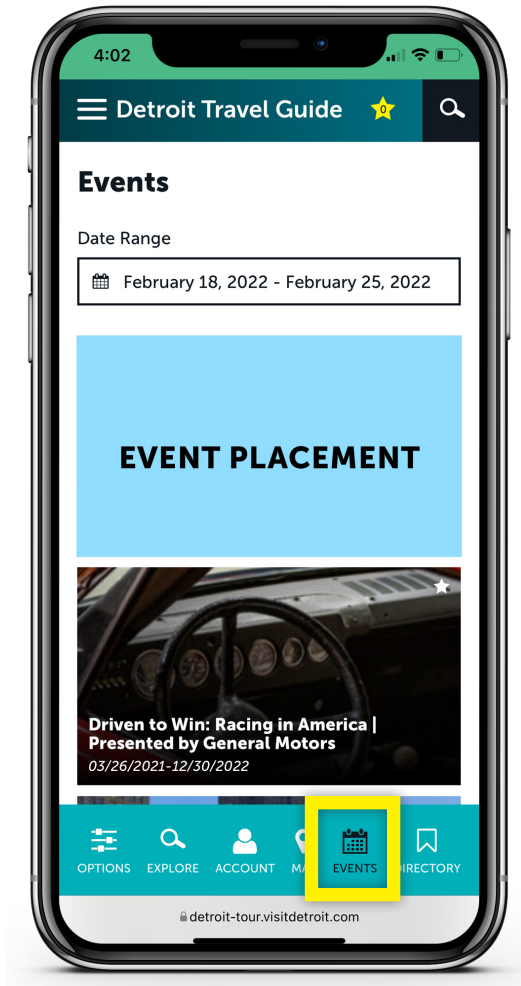 4:02
Detroit Travel Guide
0
Events
Date Range
February 18, 2022 - February 25, 2022
EVENT PLACEMENT
Driven to Win: Racing in America |
Presented by General Motors
03/26/2021-12/30/2022
OPTIONS EXPLORE ACCOUNT MA EVENTS DIRECTORY
detroit-tour.visitdetroit.com